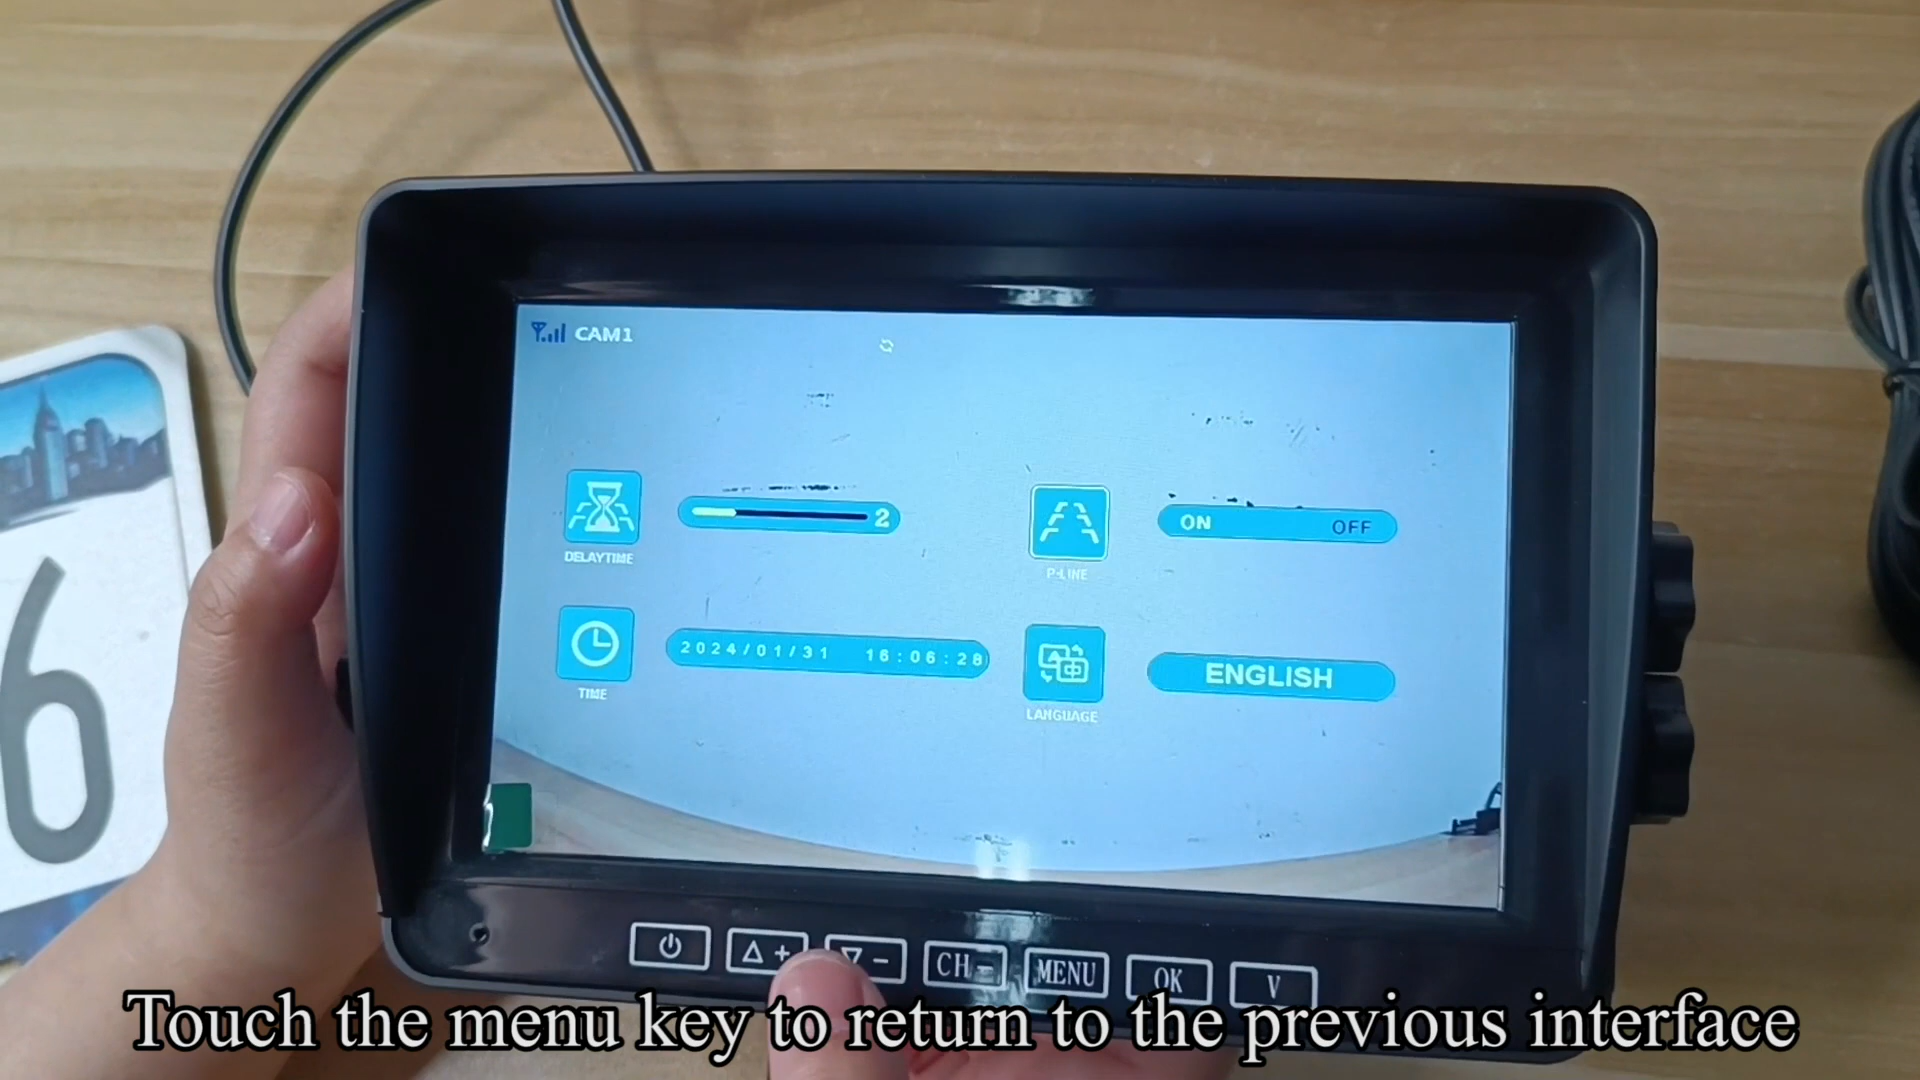 CAM1
2
ON OFF
DELAYTIME
P-LINE
2024/01/31 16:06:28
ENGLISH
TIME
LANGUAGE
6
+ - CH MENU OK V
Touch the menu key to return to the previous interface